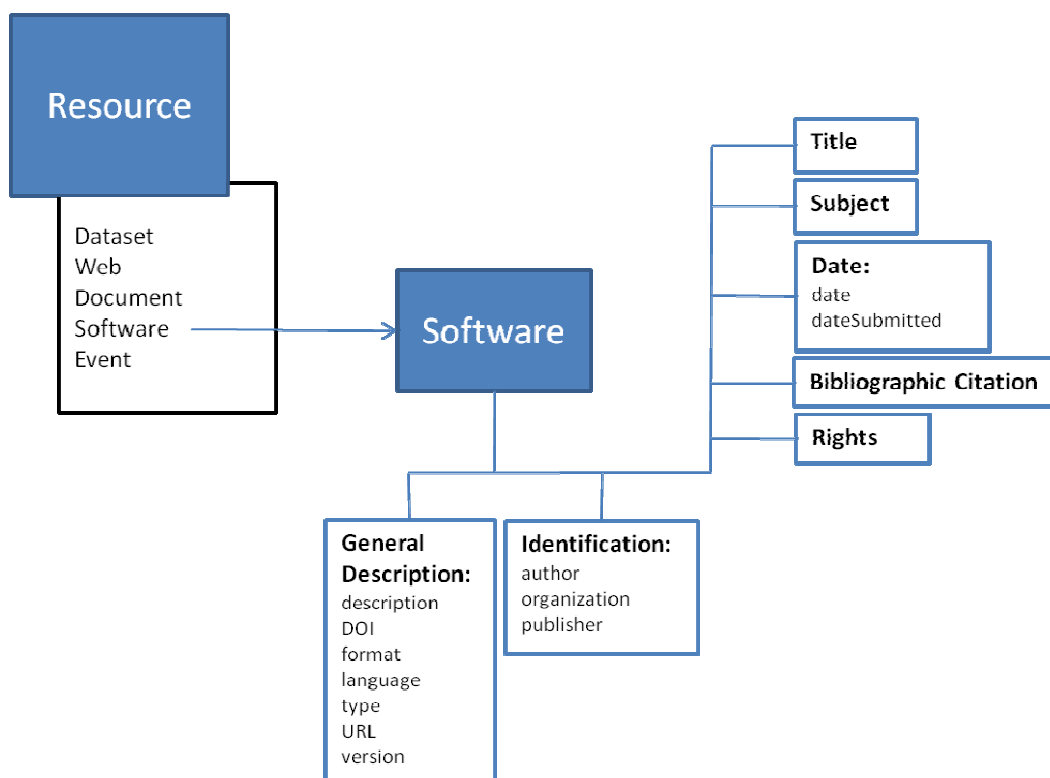 Resource
Dataset
Web
Document
Software
Event
Software
Title
Subject
Date:
date
dateSubmitted
Bibliographic Citation
Rights
General
Description:
description
DOI
format
language
type
URL
version
Identification:
author
organization
publisher